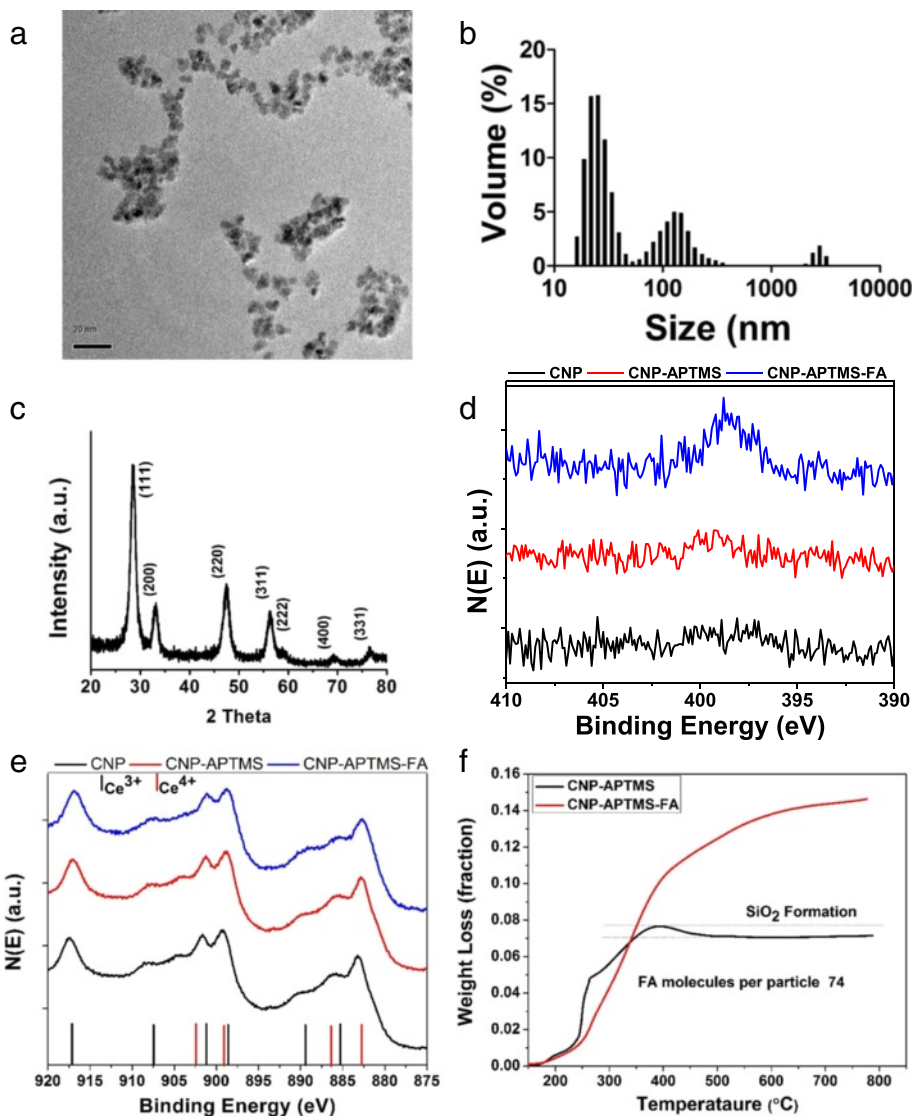 a
20 nm
b
Volume (%)
20
15
10
5
0
10 100 1000 10000
Size (nm
c
Intensity (a.u.)
(111)
(200)
(220)
(311)
(222)
(400)
(331)
20 30 40 50 60 70 80
2 Theta
d
CNP CNP-APTMS CNP-APTMS-FA
N(E) (a.u.)
410 405 400 395 390
Binding Energy (eV)
e
CNP CNP-APTMS CNP-APTMS-FA
Ce3+ Ce4+
N(E) (a.u.)
920 915 910 905 900 895 890 885 880 875
Binding Energy (eV)
f
CNP-APTMS
CNP-APTMS-FA
Weight Loss (fraction)
0.16
0.14
0.12
0.10
0.08
0.06
0.04
0.02
0.00
SiO2 Formation
FA molecules per particle 74
200 300 400 500 600 700 800
Temperataure (°C)